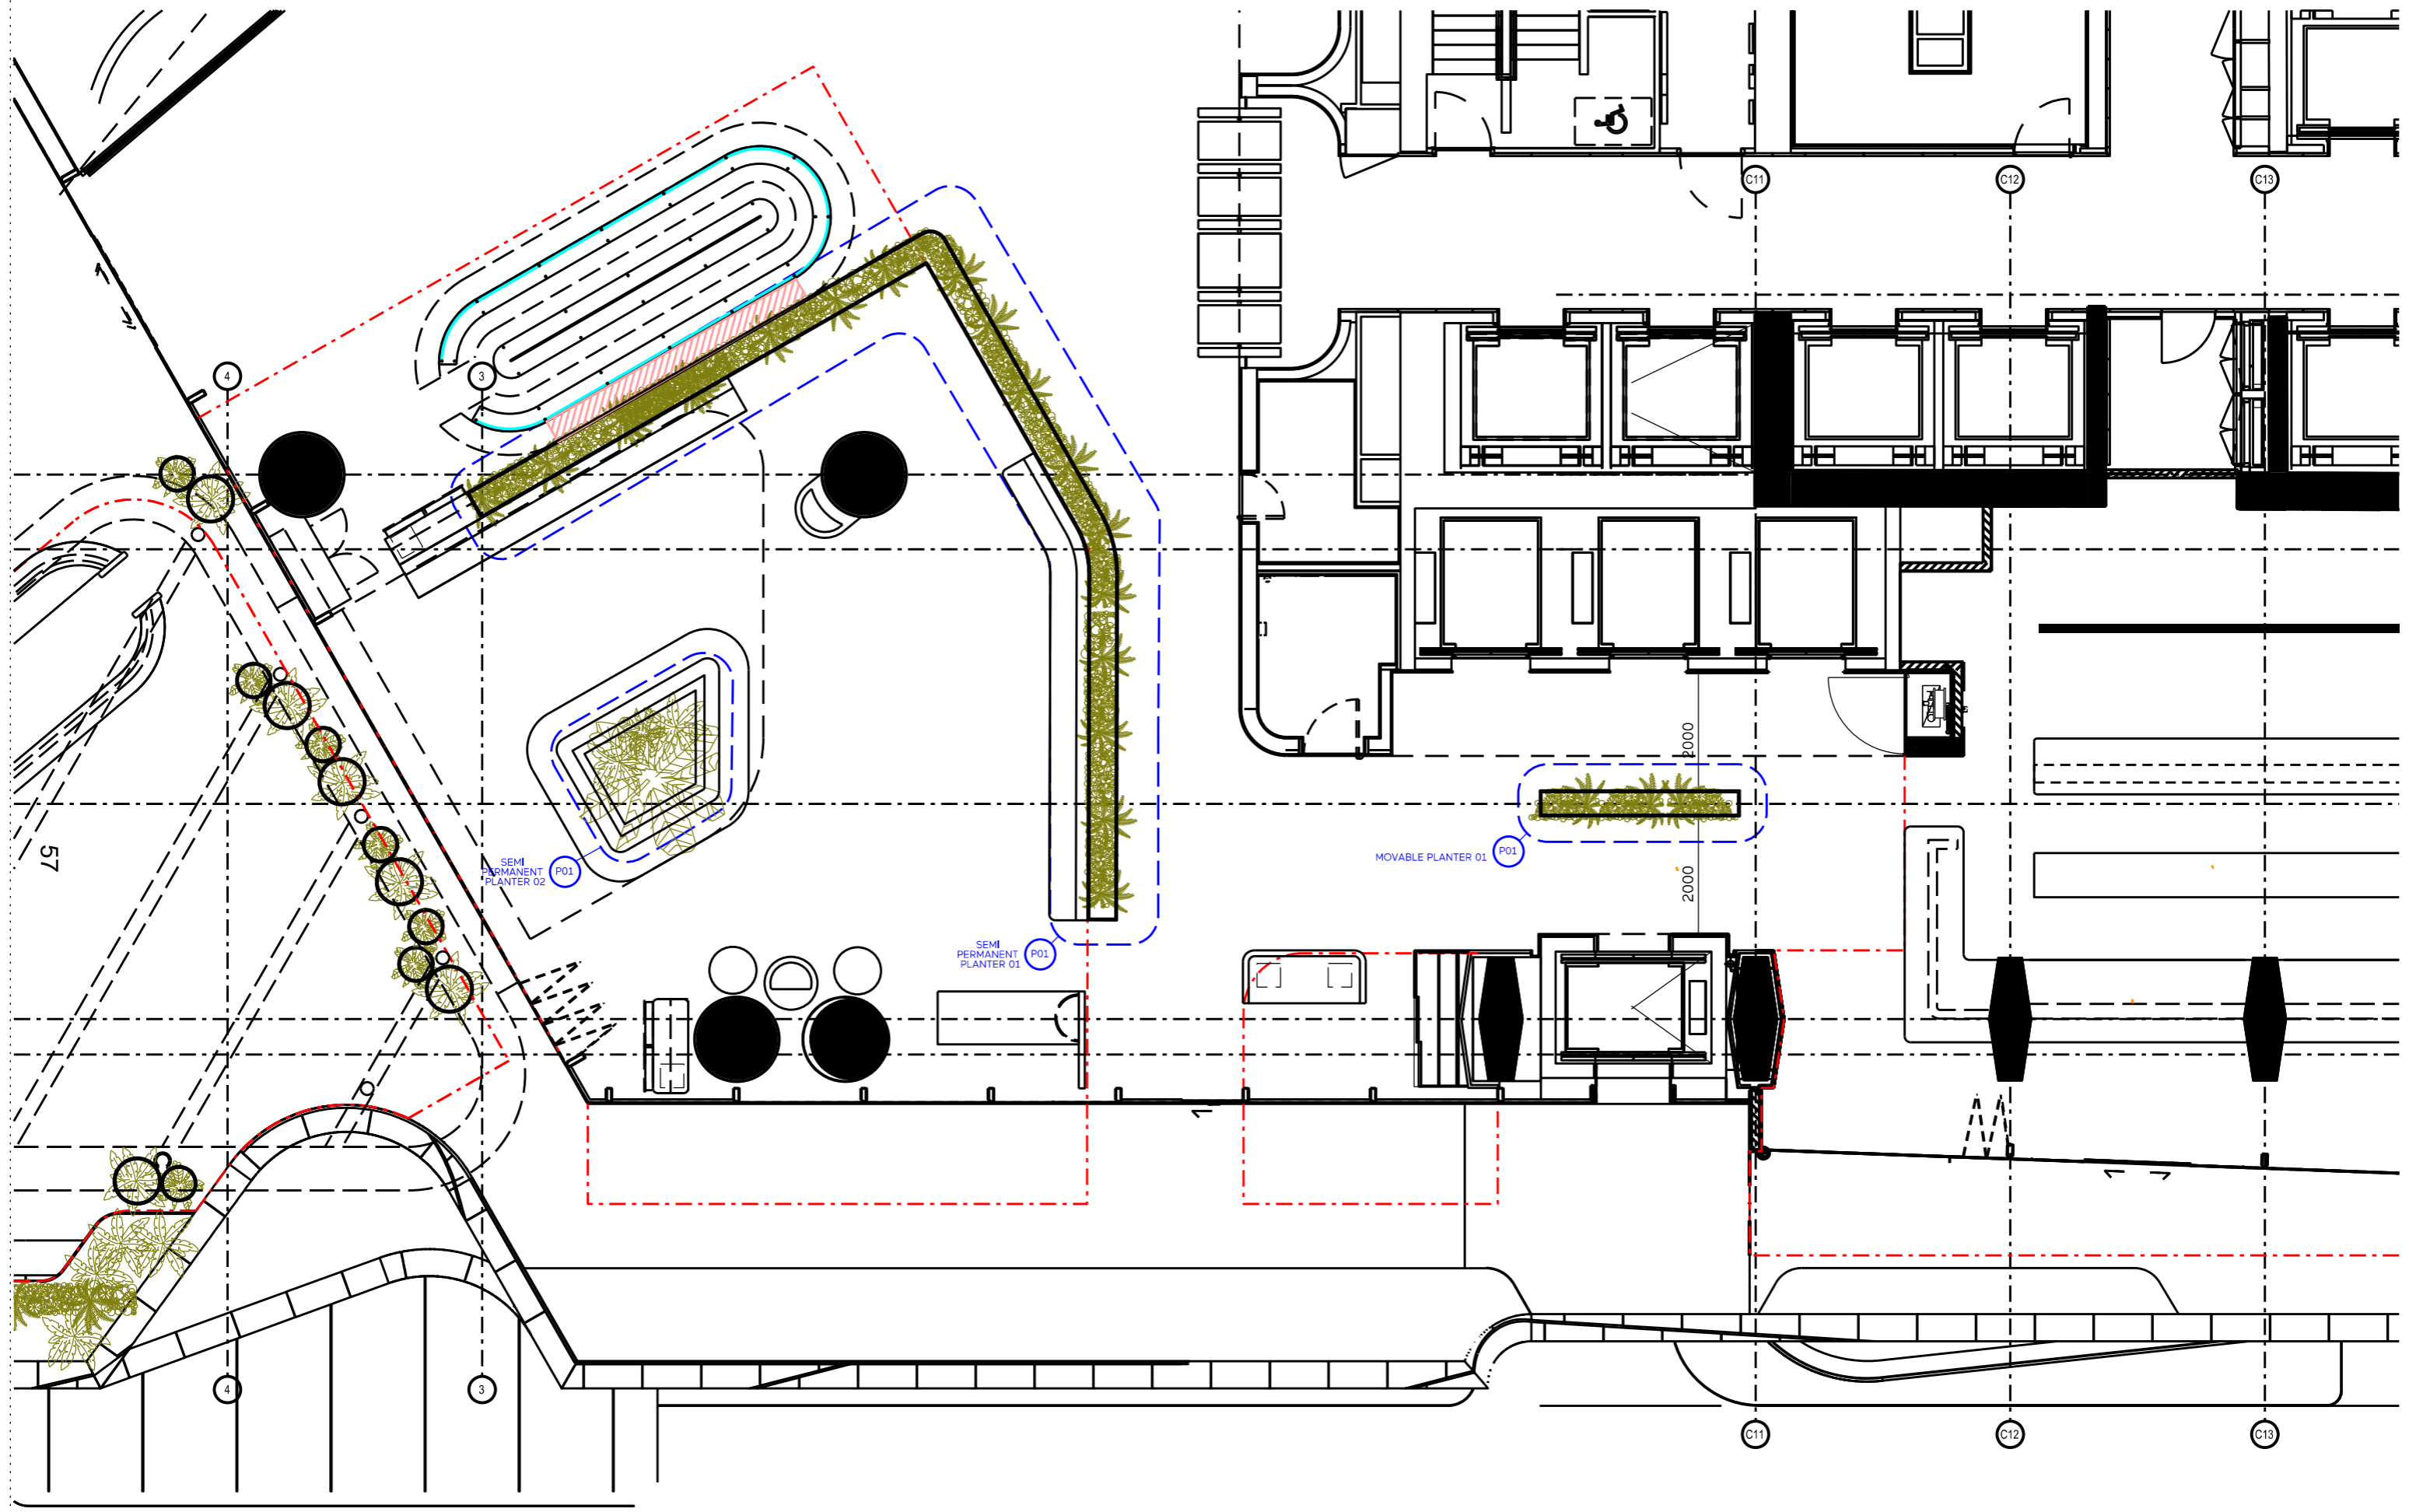 C11
C12
C13
4
3
2000
57
SEMI
PERMANENT
PLANTER 02
P01
MOVABLE PLANTER 01
P01
2000
SEMI
PERMANENT
PLANTER 01
P01
4
3
C11
C12
C13